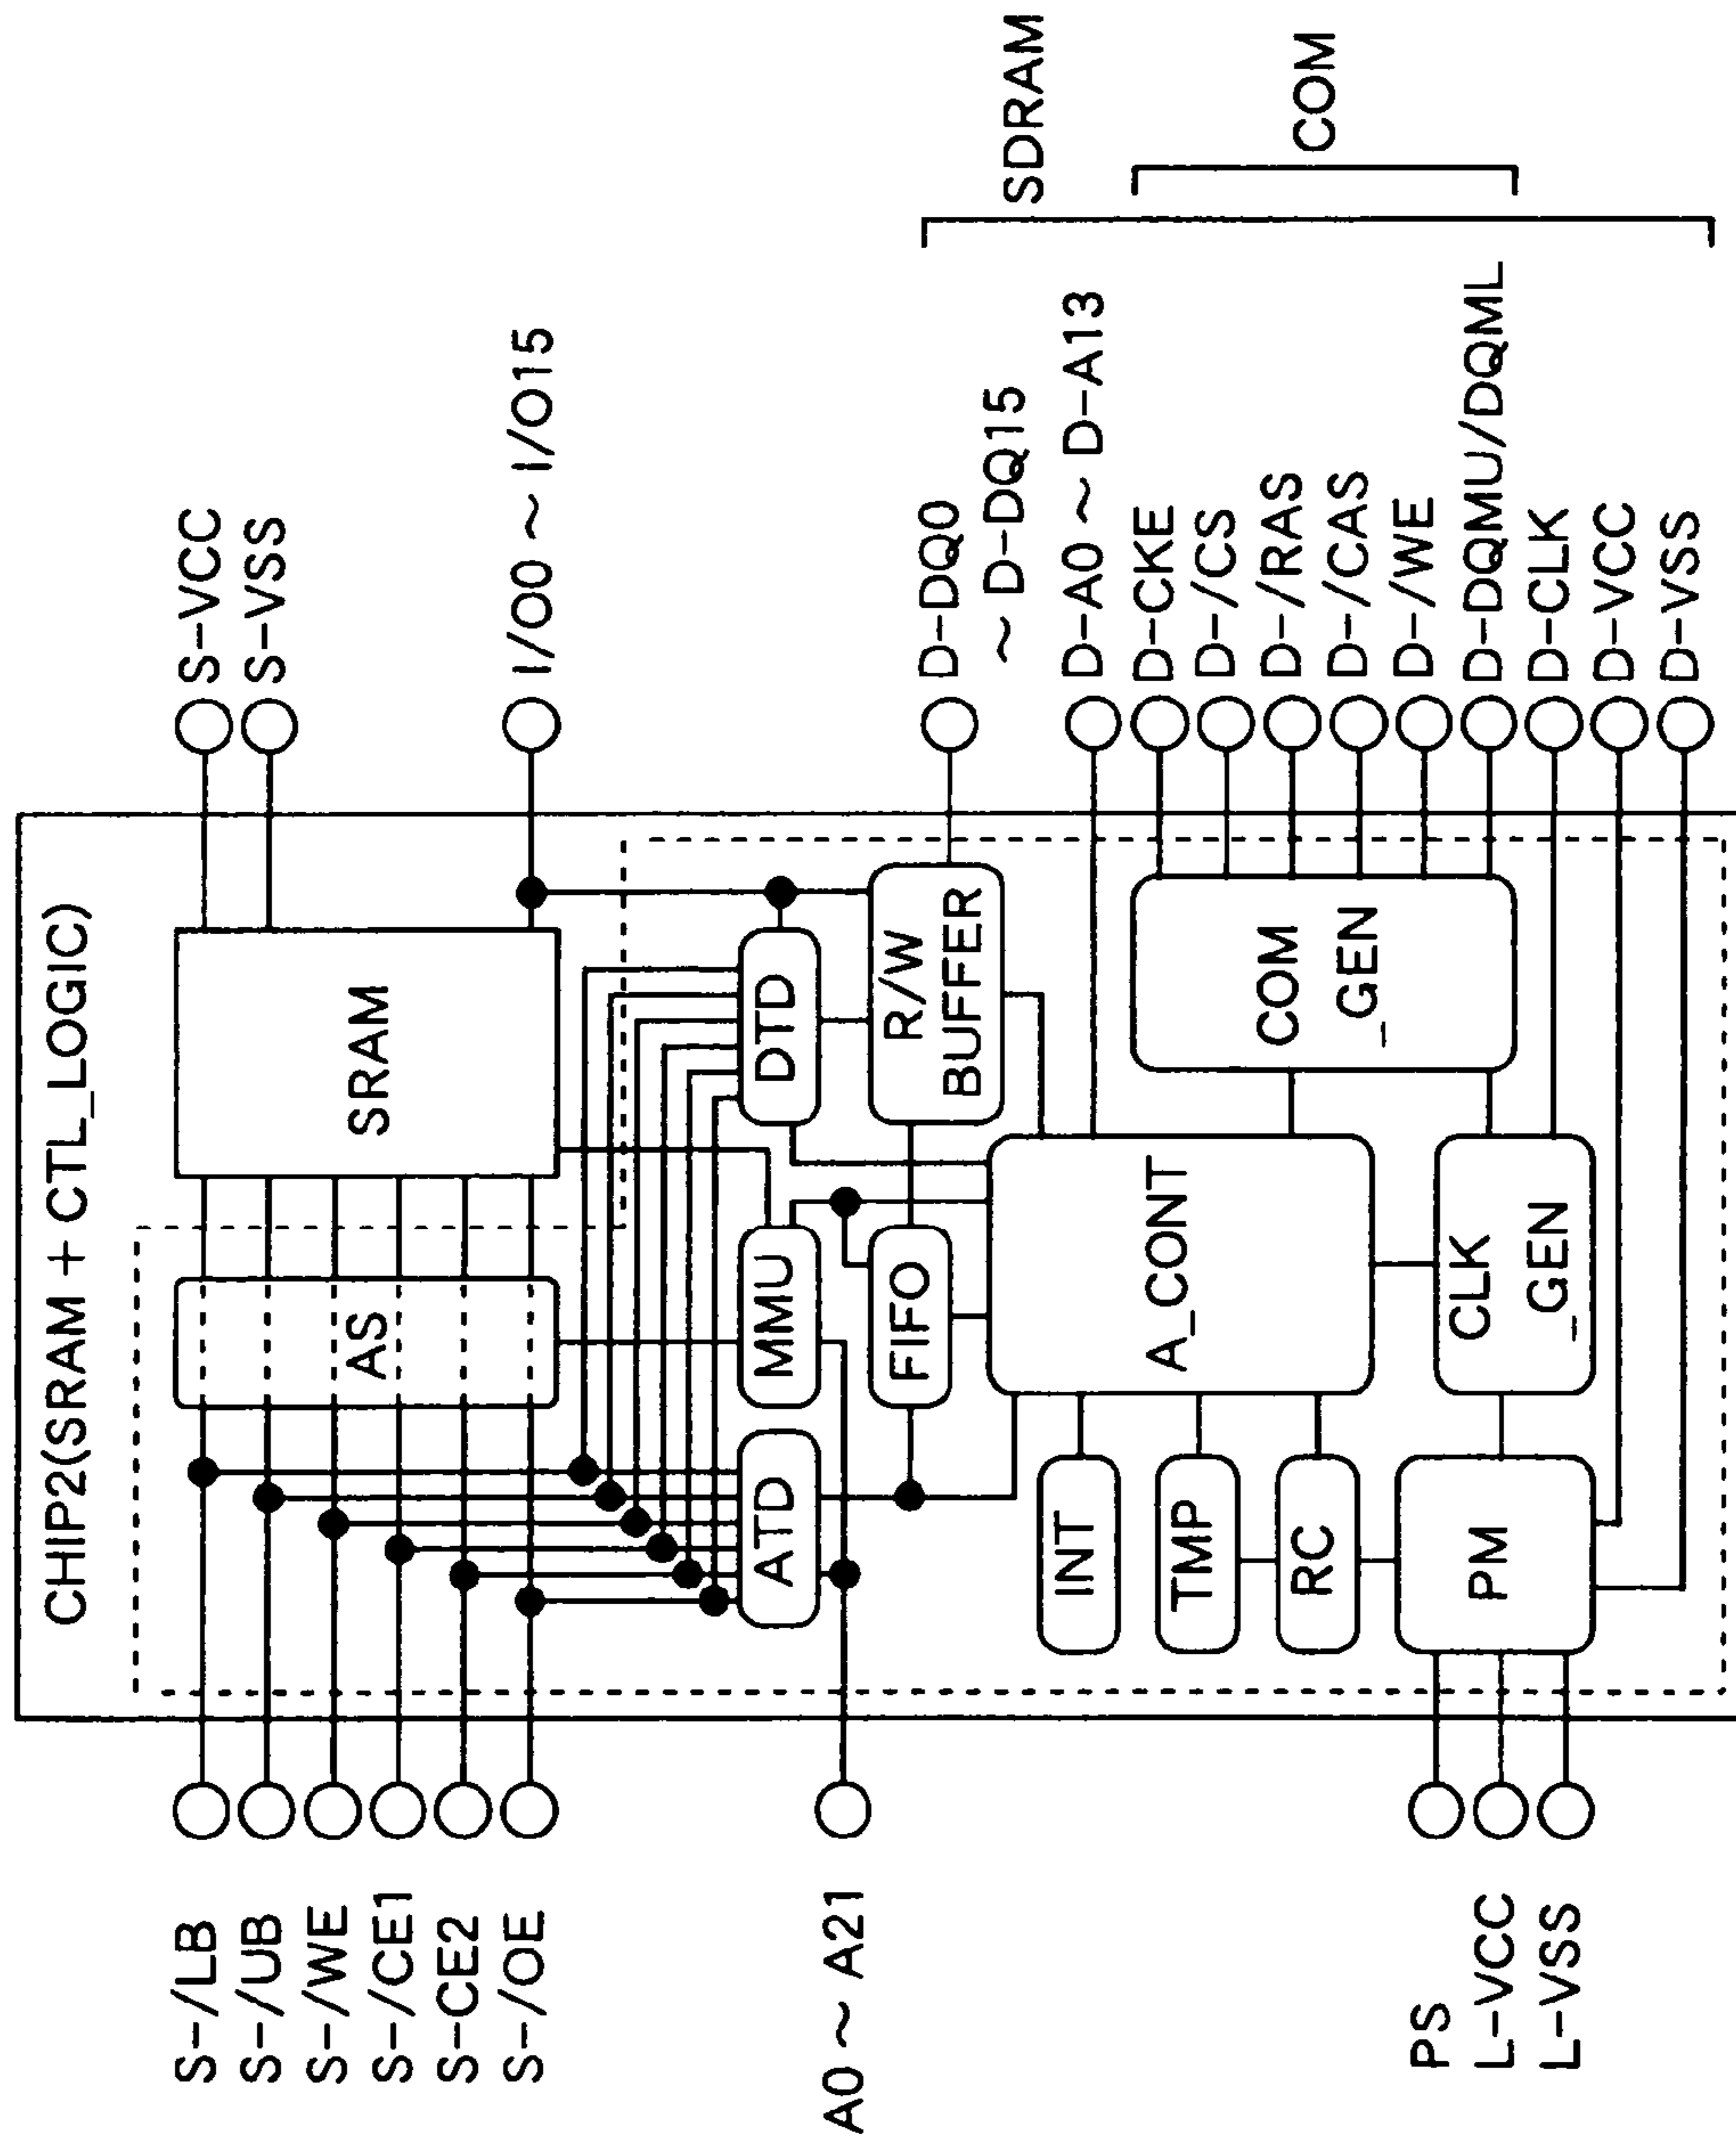 CHIP2(SRAM + CTL_LOGIC)
S-/LB
S-/UB
S-/WE
S-/CE1
S-CE2
S-/OE
AS
SRAM
S-VCC
S-VSS
I/O0 ~ I/O15
A0 ~ A21
ATD
MMU
DTD
FIFO
R/W
BUFFER
D-DQ0
~ D-DQ15
SDRAM
INT
TMP
RC
A_CONT
COM
_GEN
D-A0 ~ D-A13
D-CKE
D-/CS
D-/RAS
D-/CAS
D-/WE
D-DQMU/DQML
D-CLK
D-VCC
D-VSS
COM
PS
L-VCC
L-VSS
PM
CLK
_GEN